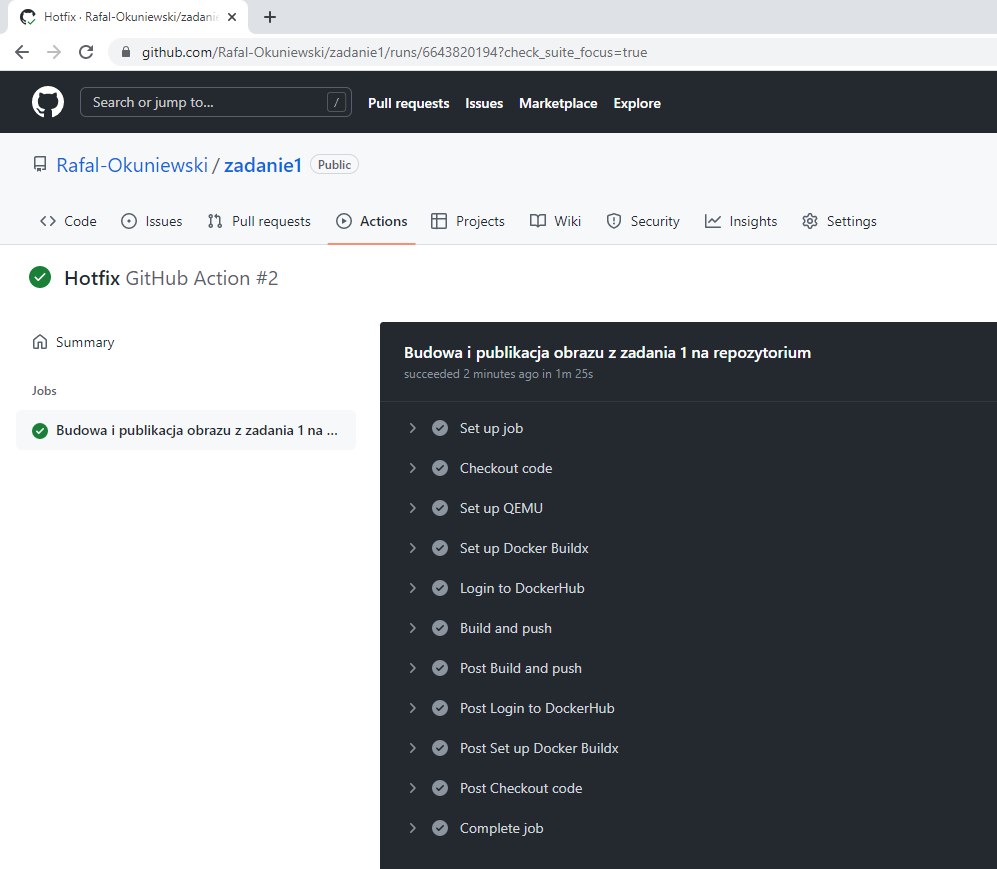 Hotfix · Rafal-Okuniewski/zadani
github.com/Rafal-Okuniewski/zadanie1/runs/6643820194?check_suite_focus=true
Search or jump to... / Pull requests Issues Marketplace Explore
Rafal-Okuniewski / zadanie1 Public
Code Issues Pull requests Actions Projects Wiki Security Insights Settings
Hotfix GitHub Action #2
Summary
Jobs
Budowa i publikacja obrazu z zadania 1 na ...
Budowa i publikacja obrazu z zadania 1 na repozytorium
succeeded 2 minutes ago in 1m 25s
Set up job
Checkout code
Set up QEMU
Set up Docker Buildx
Login to DockerHub
Build and push
Post Build and push
Post Login to DockerHub
Post Set up Docker Buildx
Post Checkout code
Complete job